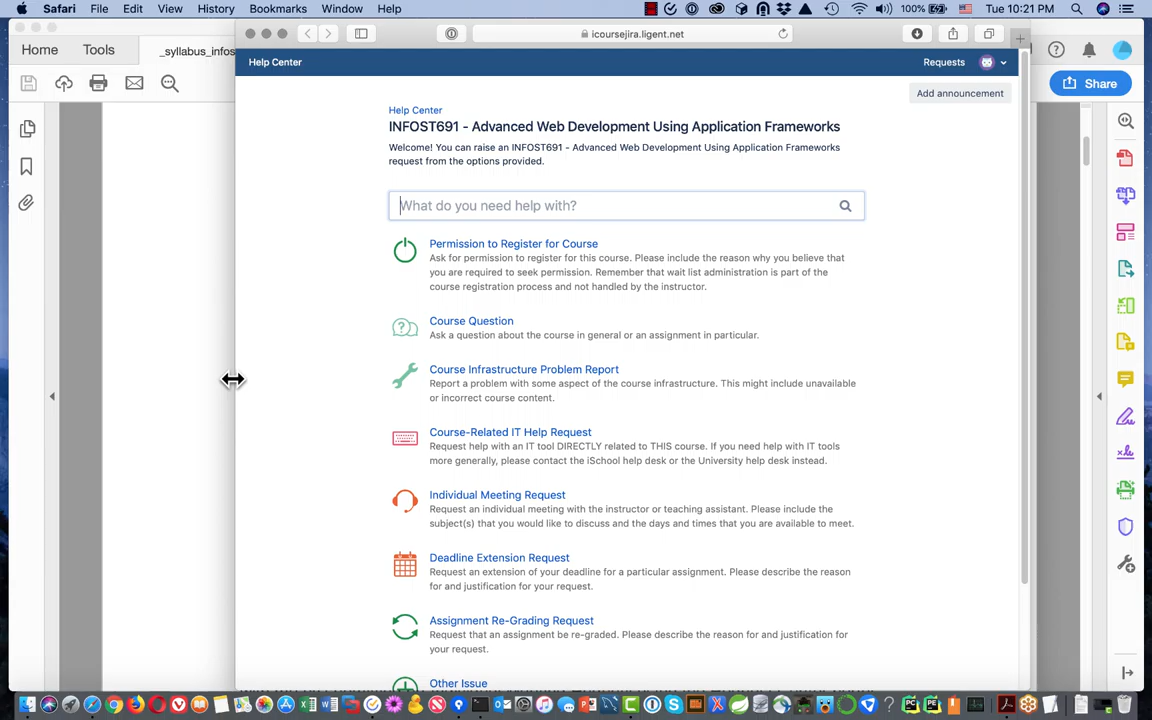 Safari File Edit View History Bookmarks Window Help 100% Tue 10:21 PM
Home Tools _syllabus_infos
icoursejira.ligent.net
Share
Help Center Requests
Add announcement
Help Center
INFOST691 - Advanced Web Development Using Application Frameworks
Welcome! You can raise an INFOST691 - Advanced Web Development Using Application Frameworks
request from the options provided.
What do you need help with?
Permission to Register for Course
Ask for permission to register for this course. Please include the reason why you believe that
you are required to seek permission. Remember that wait list administration is part of the
course registration process and not handled by the instructor.
Course Question
Ask a question about the course in general or an assignment in particular.
Course Infrastructure Problem Report
Report a problem with some aspect of the course infrastructure. This might include unavailable
or incorrect course content.
Course-Related IT Help Request
Request help with an IT tool DIRECTLY related to THIS course. If you need help with IT tools
more generally, please contact the iSchool help desk or the University help desk instead.
Individual Meeting Request
Request an individual meeting with the instructor or teaching assistant. Please include the
subject(s) that you would like to discuss and the days and times that you are available to meet.
Deadline Extension Request
Request an extension of your deadline for a particular assignment. Please describe the reason
for and justification for your request.
Assignment Re-Grading Request
Request that an assignment be re-graded. Please describe the reason for and justification for
your request.
Other Issue